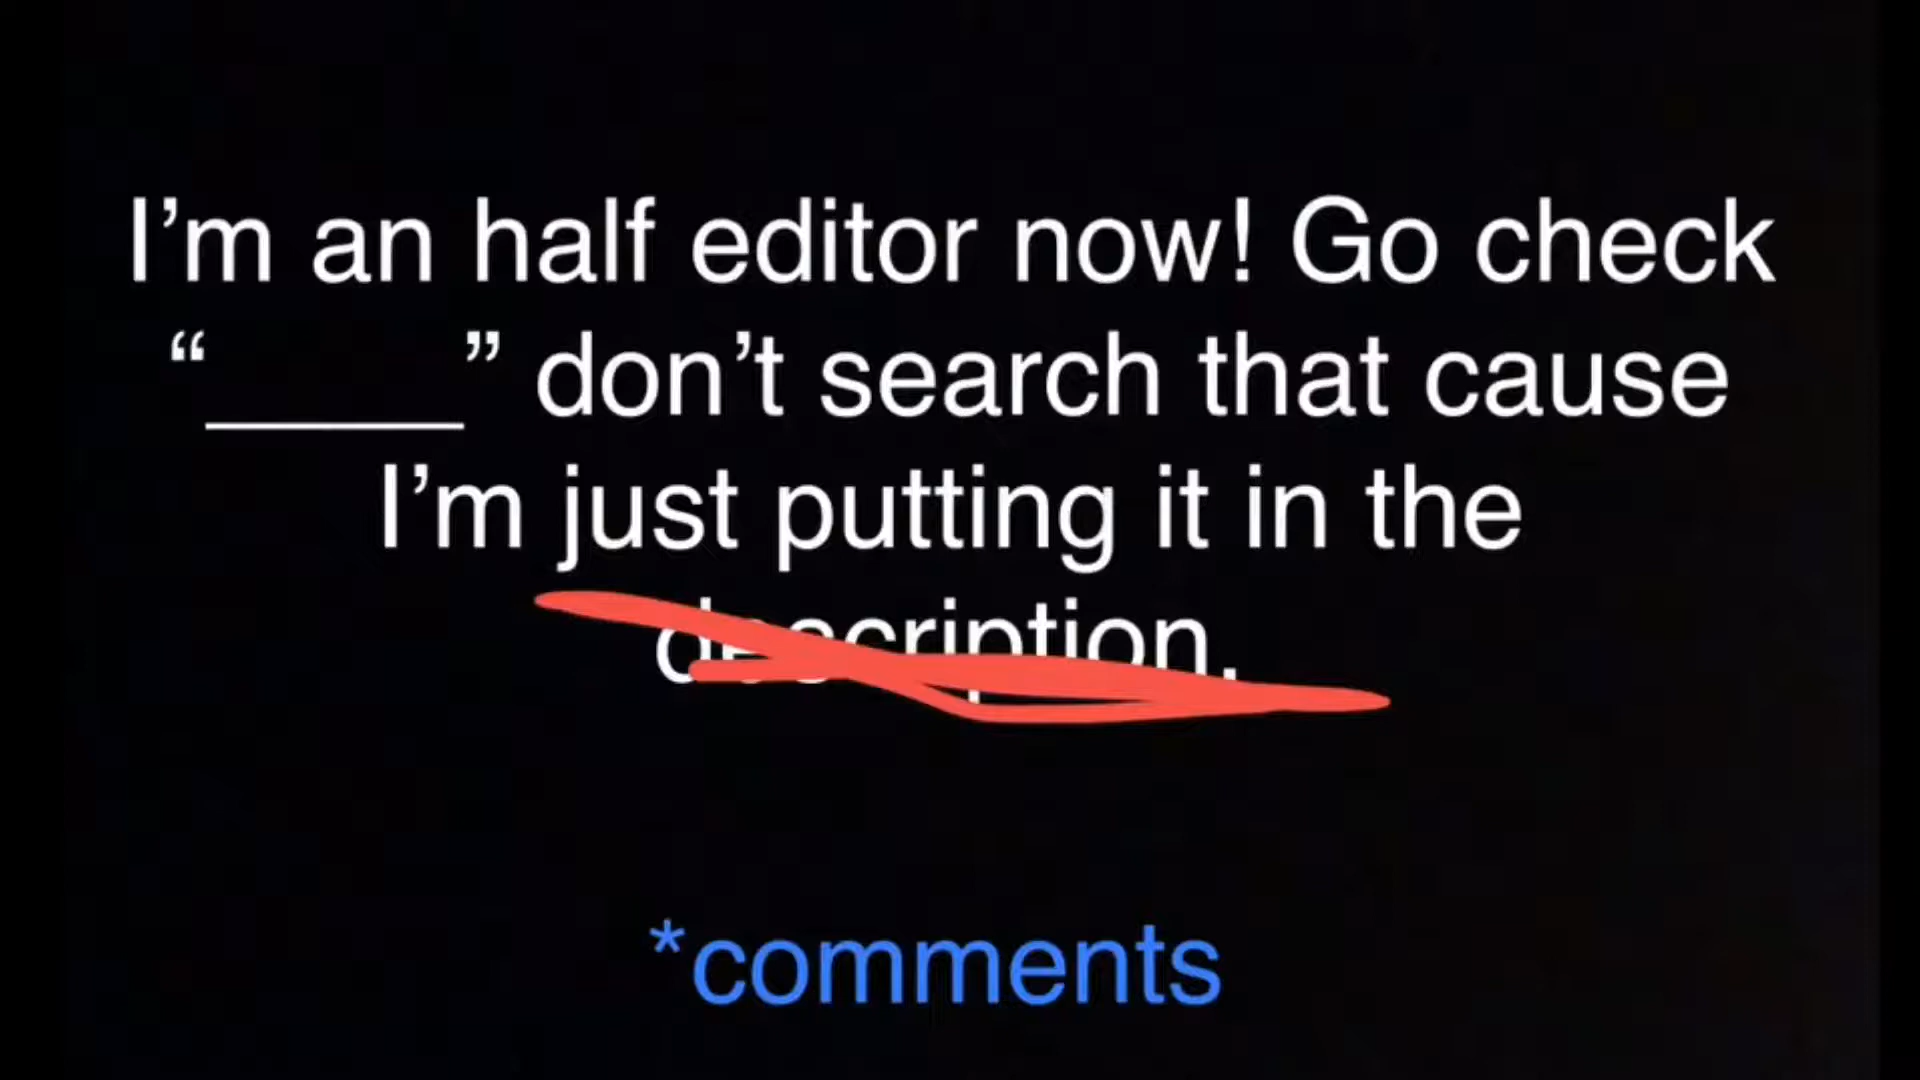 I’m an half editor now! Go check
“_____” don’t search that cause
I’m just putting it in the
description.
*comments